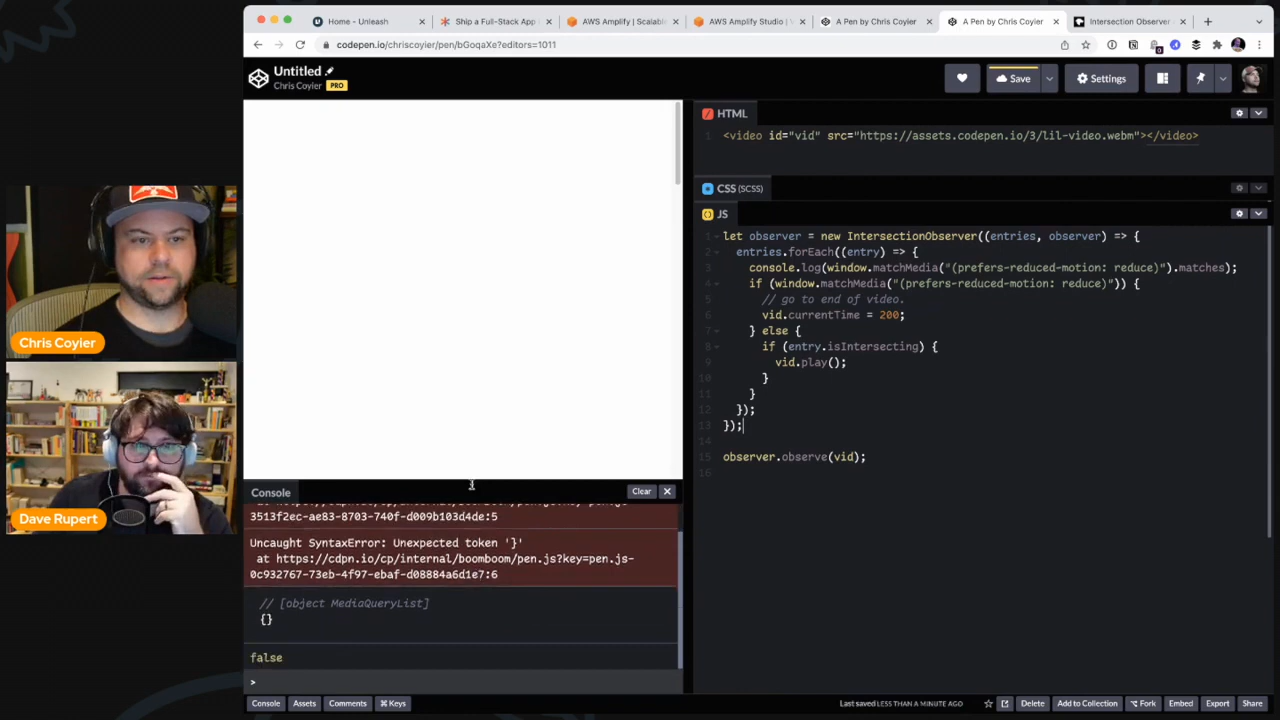 Home - Unleash
Ship a Full-Stack App
AWS Amplify | Scalable
AWS Amplify Studio |
A Pen by Chris Coyier
A Pen by Chris Coyier
Intersection Observer
codepen.io/chriscoyier/pen/bGoqaXe?editors=1011
Untitled
Chris Coyier PRO
Save
Settings
HTML
1 <video id="vid" src="https://assets.codepen.io/3/lil-video.webm"></video>
CSS (SCSS)
JS
1 let observer = new IntersectionObserver((entries, observer) => {
2 entries.forEach((entry) => {
3 console.log(window.matchMedia("(prefers-reduced-motion: reduce)").matches);
4 if (window.matchMedia("(prefers-reduced-motion: reduce)")) {
5 // go to end of video.
6 vid.currentTime = 200;
7 } else {
8 if (entry.isIntersecting) {
9 vid.play();
10 }
11 }
12 });
13 });
14
15 observer.observe(vid);
16
Chris Coyier
Dave Rupert
Console
Clear
3513f2ec-ae83-8703-740f-d009b103d4de:5
Uncaught SyntaxError: Unexpected token '}'
at https://cdpn.io/cp/internal/boomboom/pen.js?key=pen.js-
0c932767-73eb-4f97-ebaf-d08884a6d1e7:6
// [object MediaQueryList]
{}
false
>
Console
Assets
Comments
⌘ Keys
Last saved LESS THAN A MINUTE AGO
Delete
Add to Collection
Fork
Embed
Export
Share